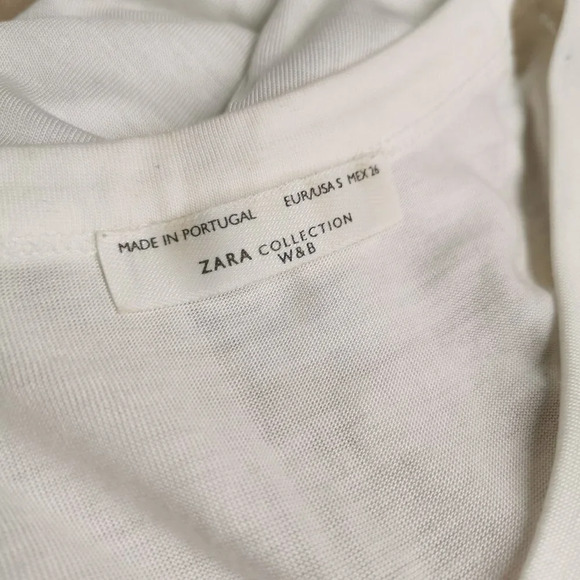 MADE IN PORTUGAL EUR/USA S MEX 26
ZARA COLLECTION
W&B